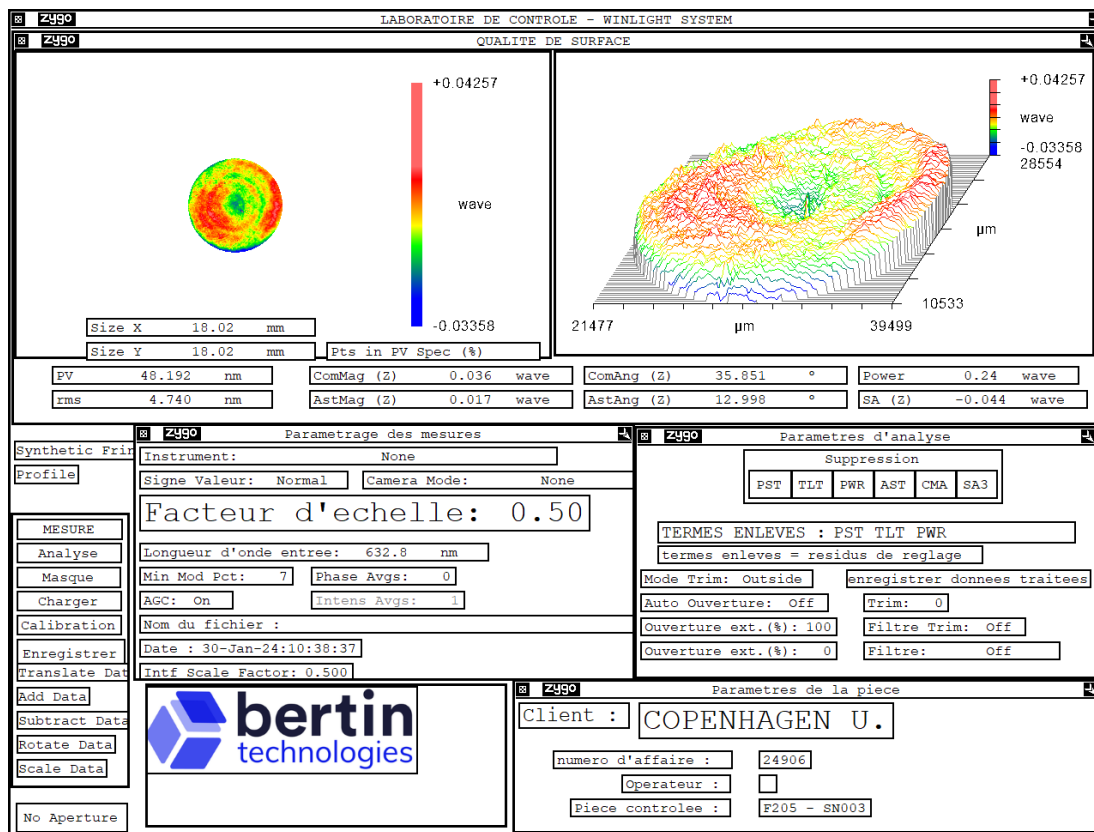 zygo LABORATOIRE DE CONTROLE - WINLIGHT SYSTEM
zygo QUALITE DE SURFACE
+0.04257
wave
-0.03358
+0.04257
wave
-0.03358
28554
µm
10533
21477 µm 39499
Size X 18.02 mm
Size Y 18.02 mm
Pts in PV Spec (%)
PV 48.192 nm
ComMag (Z) 0.036 wave
ComAng (Z) 35.851 °
Power 0.24 wave
rms 4.740 nm
AstMag (Z) 0.017 wave
AstAng (Z) 12.998 °
SA (Z) -0.044 wave
Synthetic Frin
Profile
MESURE
Analyse
Masque
Charger
Calibration
Enregistrer
Translate Dat
Add Data
Subtract Data
Rotate Data
Scale Data
No Aperture
zygo Parametrage des mesures
Instrument: None
Signe Valeur: Normal
Camera Mode: None
Facteur d'echelle: 0.50
Longueur d'onde entree: 632.8 nm
Min Mod Pct: 7
Phase Avgs: 0
AGC: On
Intens Avgs: 1
Nom du fichier :
Date : 30-Jan-24:10:38:37
Intf Scale Factor: 0.500
zygo Parametres d'analyse
Suppression
PST TLT PWR AST CMA SA3
TERMES ENLEVES : PST TLT PWR
termes enleves = residus de reglage
Mode Trim: Outside
enregistrer donnees traitees
Auto Ouverture: Off
Trim: 0
Ouverture ext.(%): 100
Filtre Trim: Off
Ouverture ext.(%): 0
Filtre: Off
bertin
technologies
zygo Parametres de la piece
Client : COPENHAGEN U.
numero d'affaire : 24906
Operateur :
Piece controlee : F205 - SN003